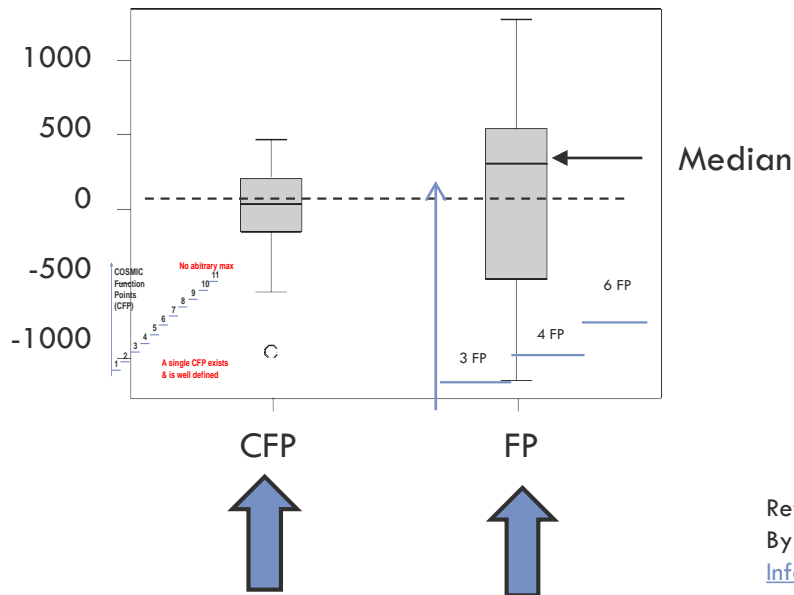 1000
500
0
-500
-1000
Median
COSMIC
Function
Points
(CFP)
No abitrary max
1
2
3
4
5
6
7
8
9
10
11
A single CFP exists
& is well defined
3 FP
4 FP
6 FP
CFP
FP
By